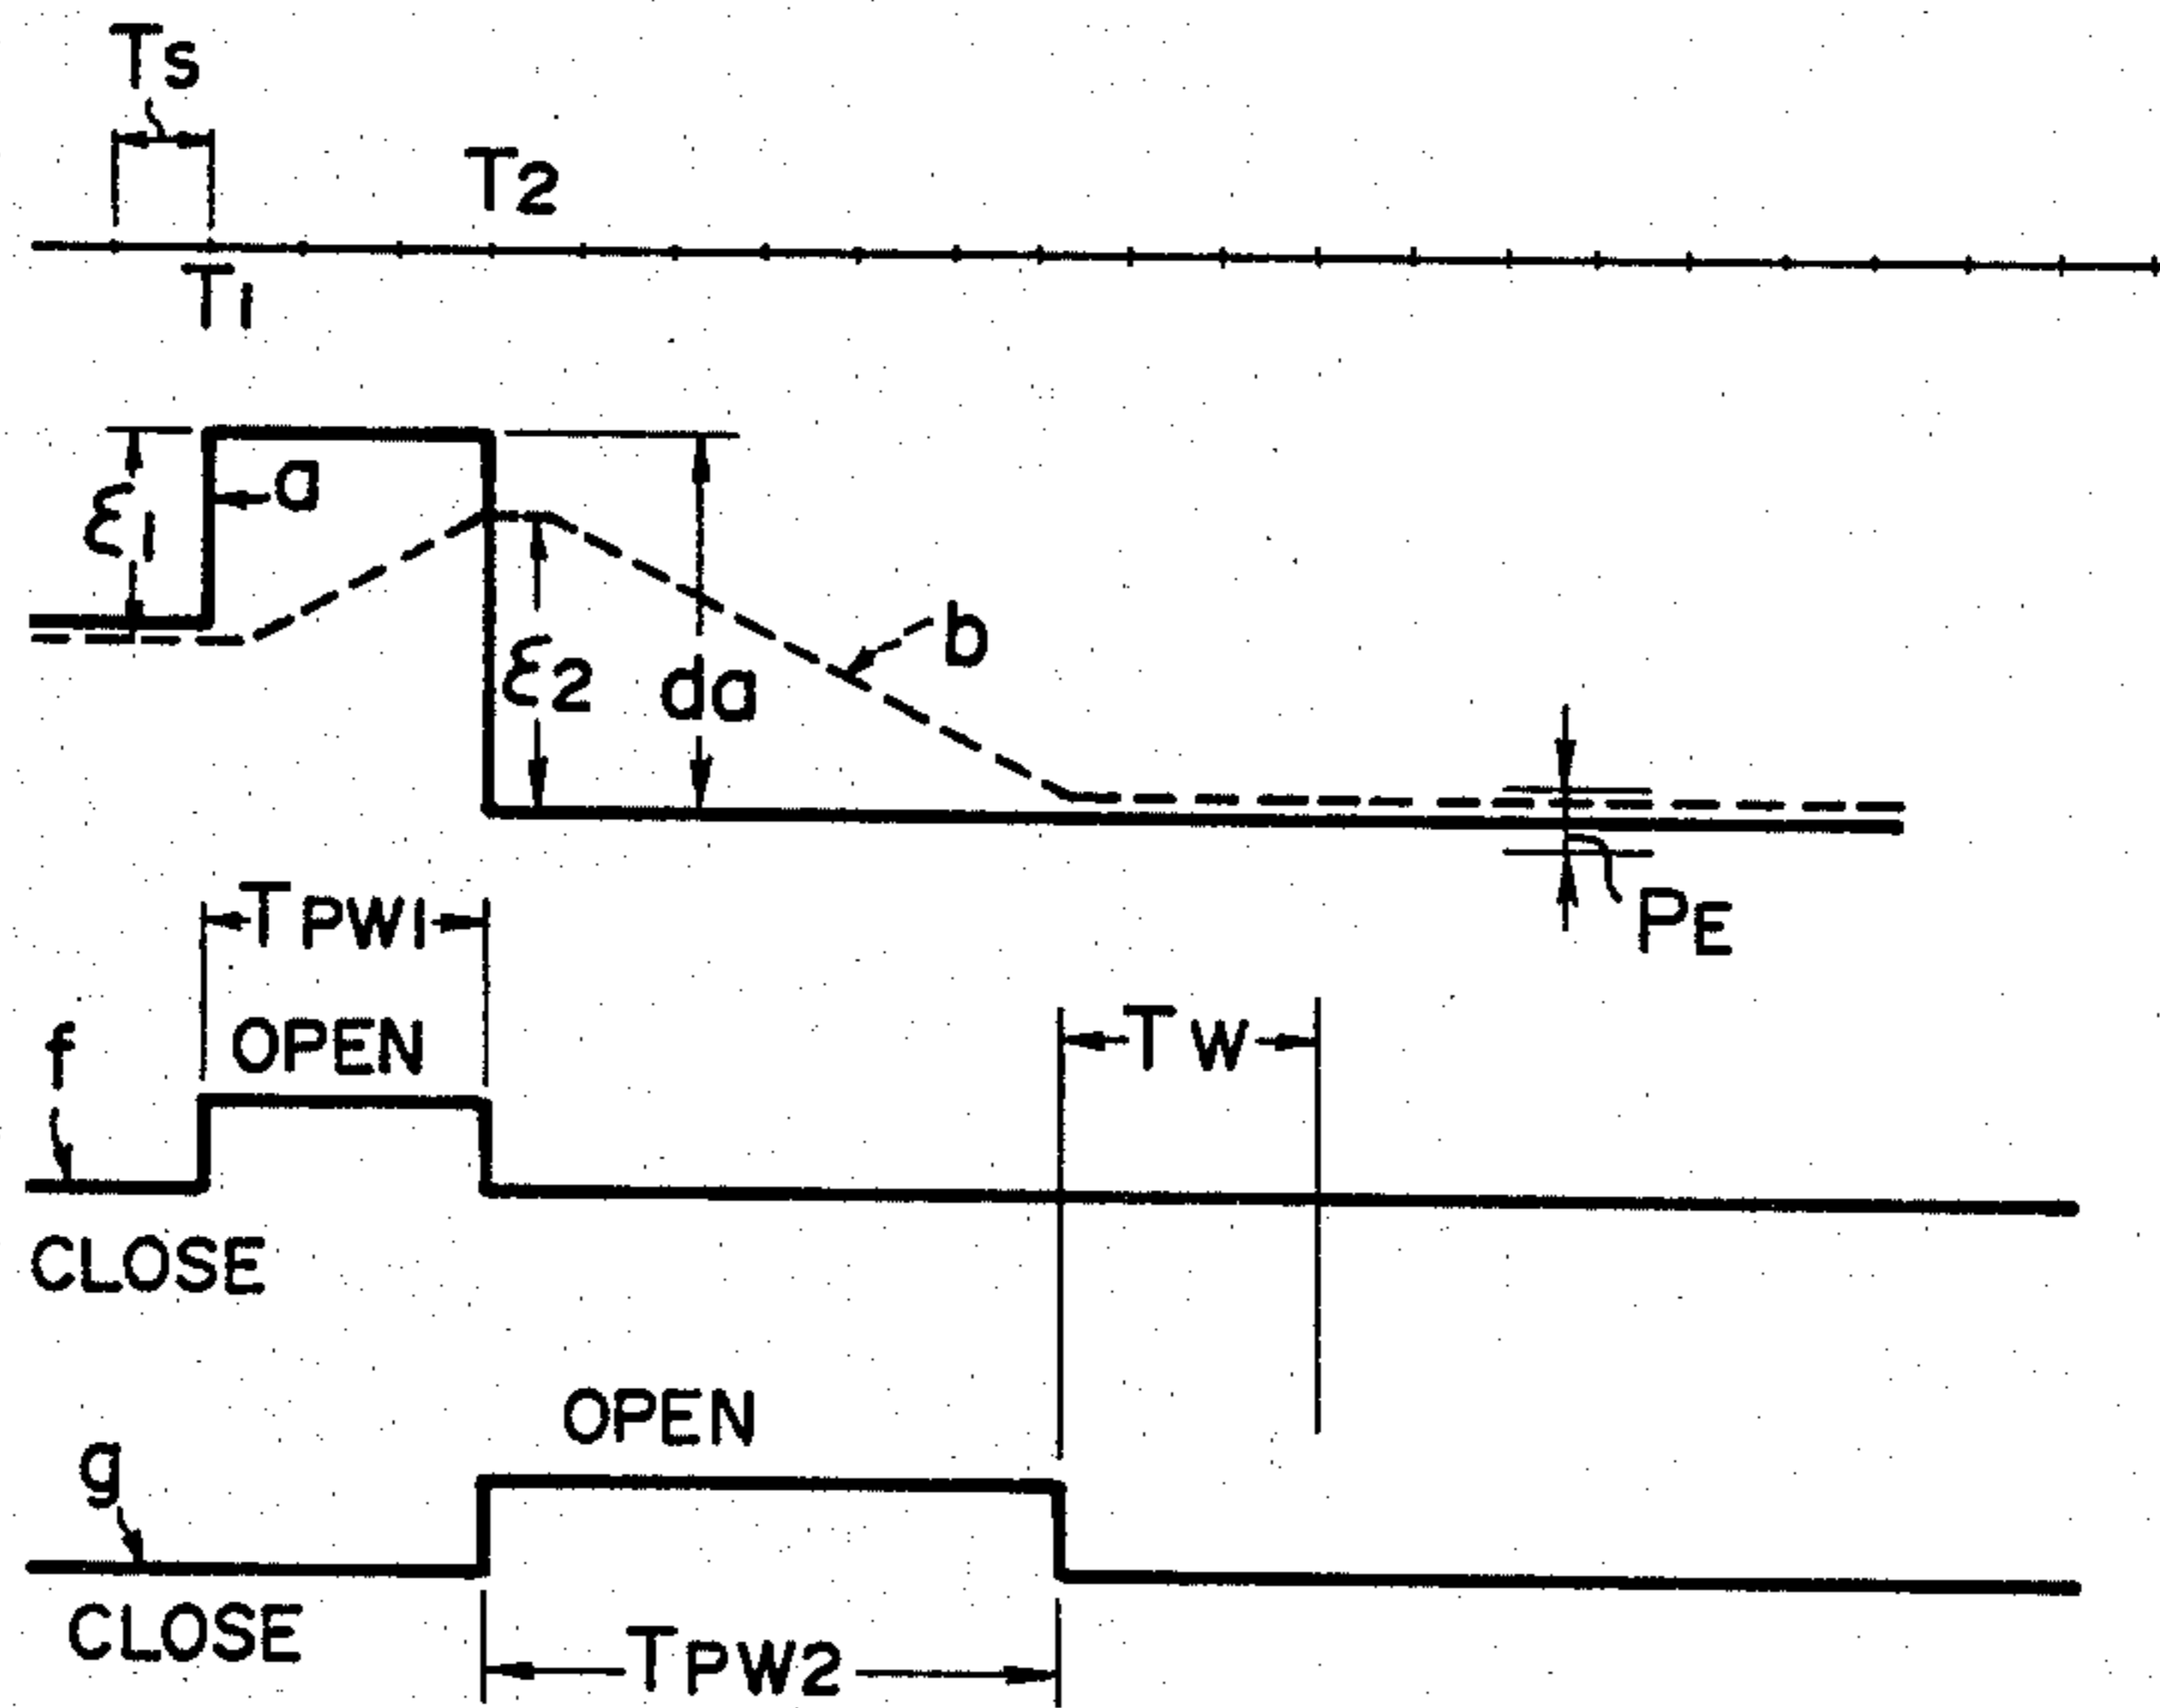 Ts
T2
T1
a
ε1
b
ε2
da
TPW1
PE
f
OPEN
TW
CLOSE
OPEN
g
CLOSE
TPW2